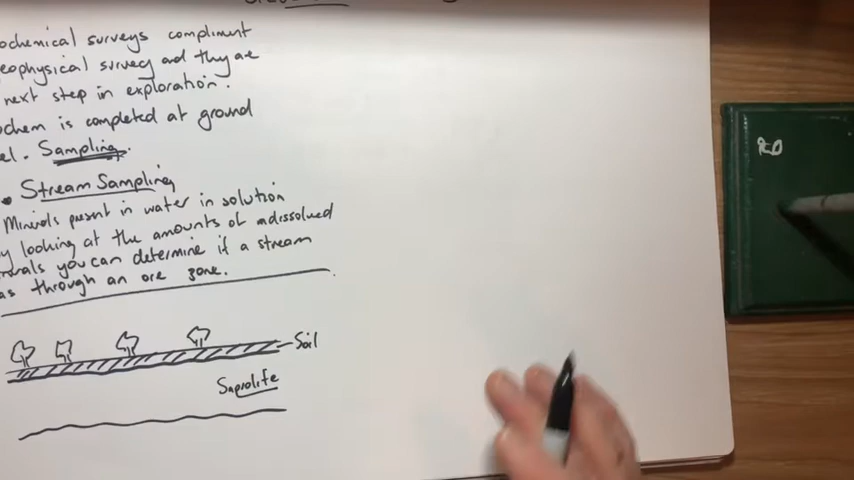 ochemical surveys compliment
eophysical survey and they are
next step in exploration.
ochem is completed at ground
el. Sampling.
• Stream Sampling
Minerals present in water in solution
y looking at the amounts of dissolved
nerals you can determine if a stream
as through an ore zone.
Soil
Saprolite